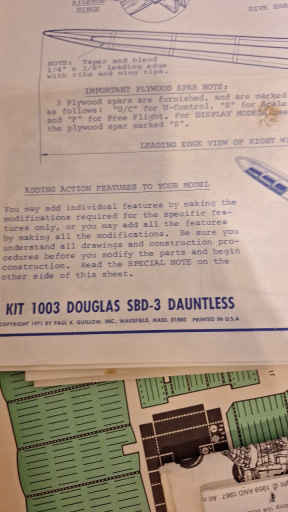 AILERON
HINGE
DIVE
NOTE: Taper and blend
1/4" x 1/8" leading edge
with ribs and wing tips.
IMPORTANT PLYWOOD SPAR NOTE:
3 Plywood spars are furnished, and are marked
as follows: "U/C" for U-Control, "S" for Scale
and "F" for Free Flight. For DISPLAY MODEL
the plywood spar marked "S".
LEADING EDGE VIEW OF RIGHT
ADDING ACTION FEATURES TO YOUR MODEL
You may add individual features by making the
modifications required for the specific fea-
tures only, or you may add all the features
by making all the modifications. Be sure you
understand all drawings and construction pro-
cedures before you modify the parts and begin
construction. Read the SPECIAL NOTE on the
other side of this sheet.
KIT 1003 DOUGLAS SBD-3 DAUNTLESS
COPYRIGHT 1971 BY PAUL K. GUILLOW, INC., WAKEFIELD, MASS. 01880 PRINTED IN U.S.A.